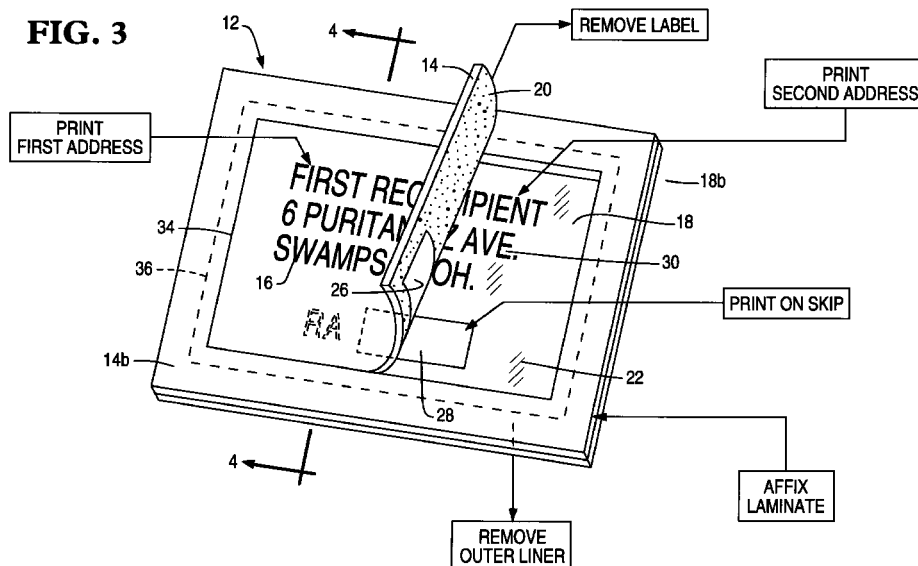 FIG. 3
12
4
14
20
REMOVE LABEL
PRINT
SECOND ADDRESS
PRINT
FIRST ADDRESS
18b
18
34
FIRST REC IPIENT
6 PURITAN Z AVE.
SWAMPS OH.
30
36
16
26
RA
PRINT ON SKIP
14b
28
22
4
AFFIX
LAMINATE
REMOVE
OUTER LINER